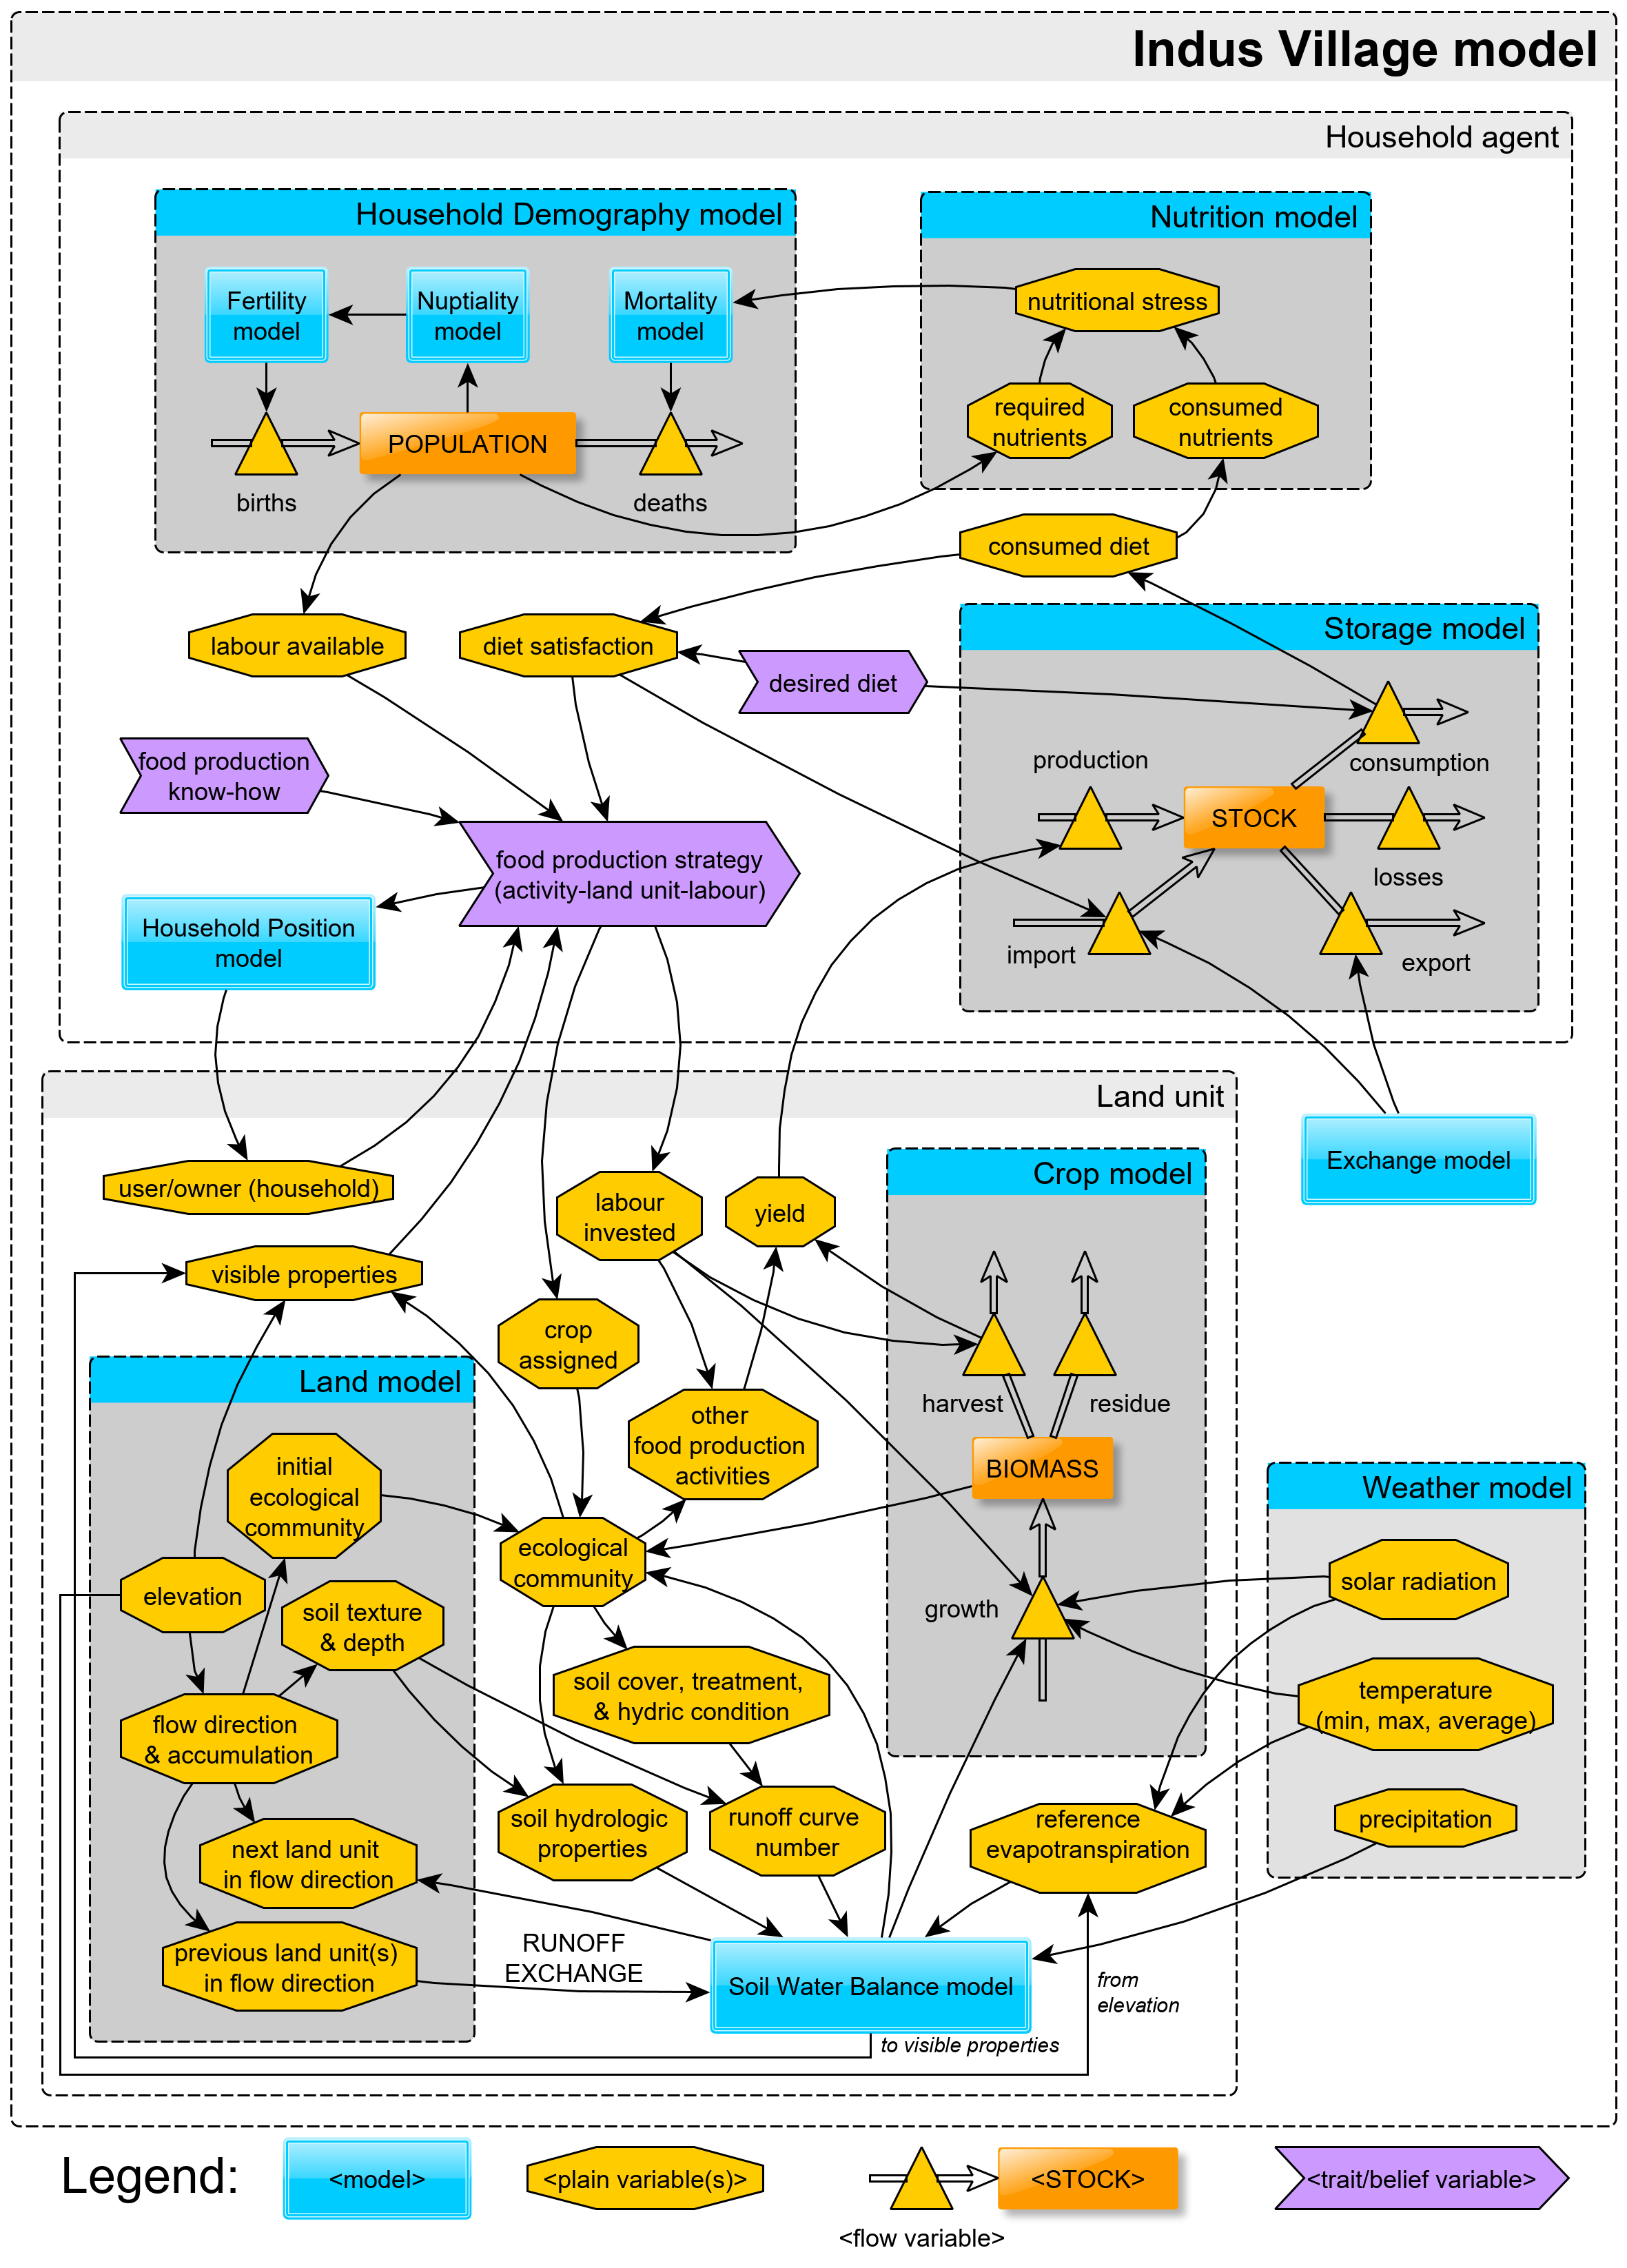 Indus Village model
Household agent
Household Demography model
Nutrition model
Fertility
model
Nuptiality
model
Mortality
model
nutritional stress
required
nutrients
consumed
nutrients
POPULATION
births
deaths
consumed diet
labour available
diet satisfaction
desired diet
Storage model
food production
know-how
production
consumption
STOCK
losses
food production strategy
(activity-land unit-labour)
Household Position
model
import
export
Land unit
Exchange model
user/owner (household)
labour
invested
yield
Crop model
visible properties
crop
assigned
Land model
harvest
residue
other
food production
activities
BIOMASS
initial
ecological
community
Weather model
ecological
community
elevation
soil texture
& depth
growth
solar radiation
soil cover, treatment,
& hydric condition
temperature
(min, max, average)
flow direction
& accumulation
soil hydrologic
properties
runoff curve
number
reference
evapotranspiration
precipitation
next land unit
in flow direction
previous land unit(s)
in flow direction
RUNOFF
EXCHANGE
Soil Water Balance model
from
elevation
to visible properties
Legend:
<model>
<plain variable(s)>
<STOCK>
<trait/belief variable>
<flow variable>